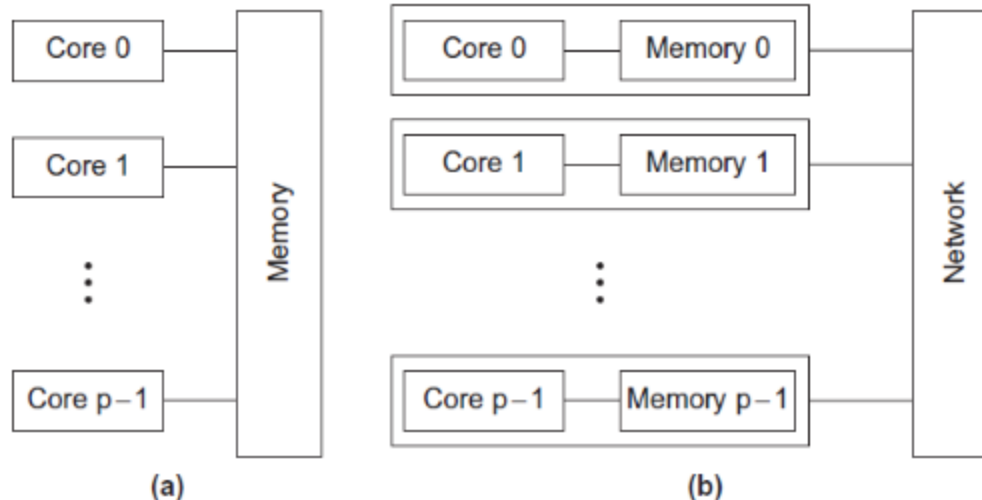 Core 0
Core 1
Core p−1
Memory
(a)
Core 0 Memory 0
Core 1 Memory 1
Core p−1 Memory p−1
Network
(b)